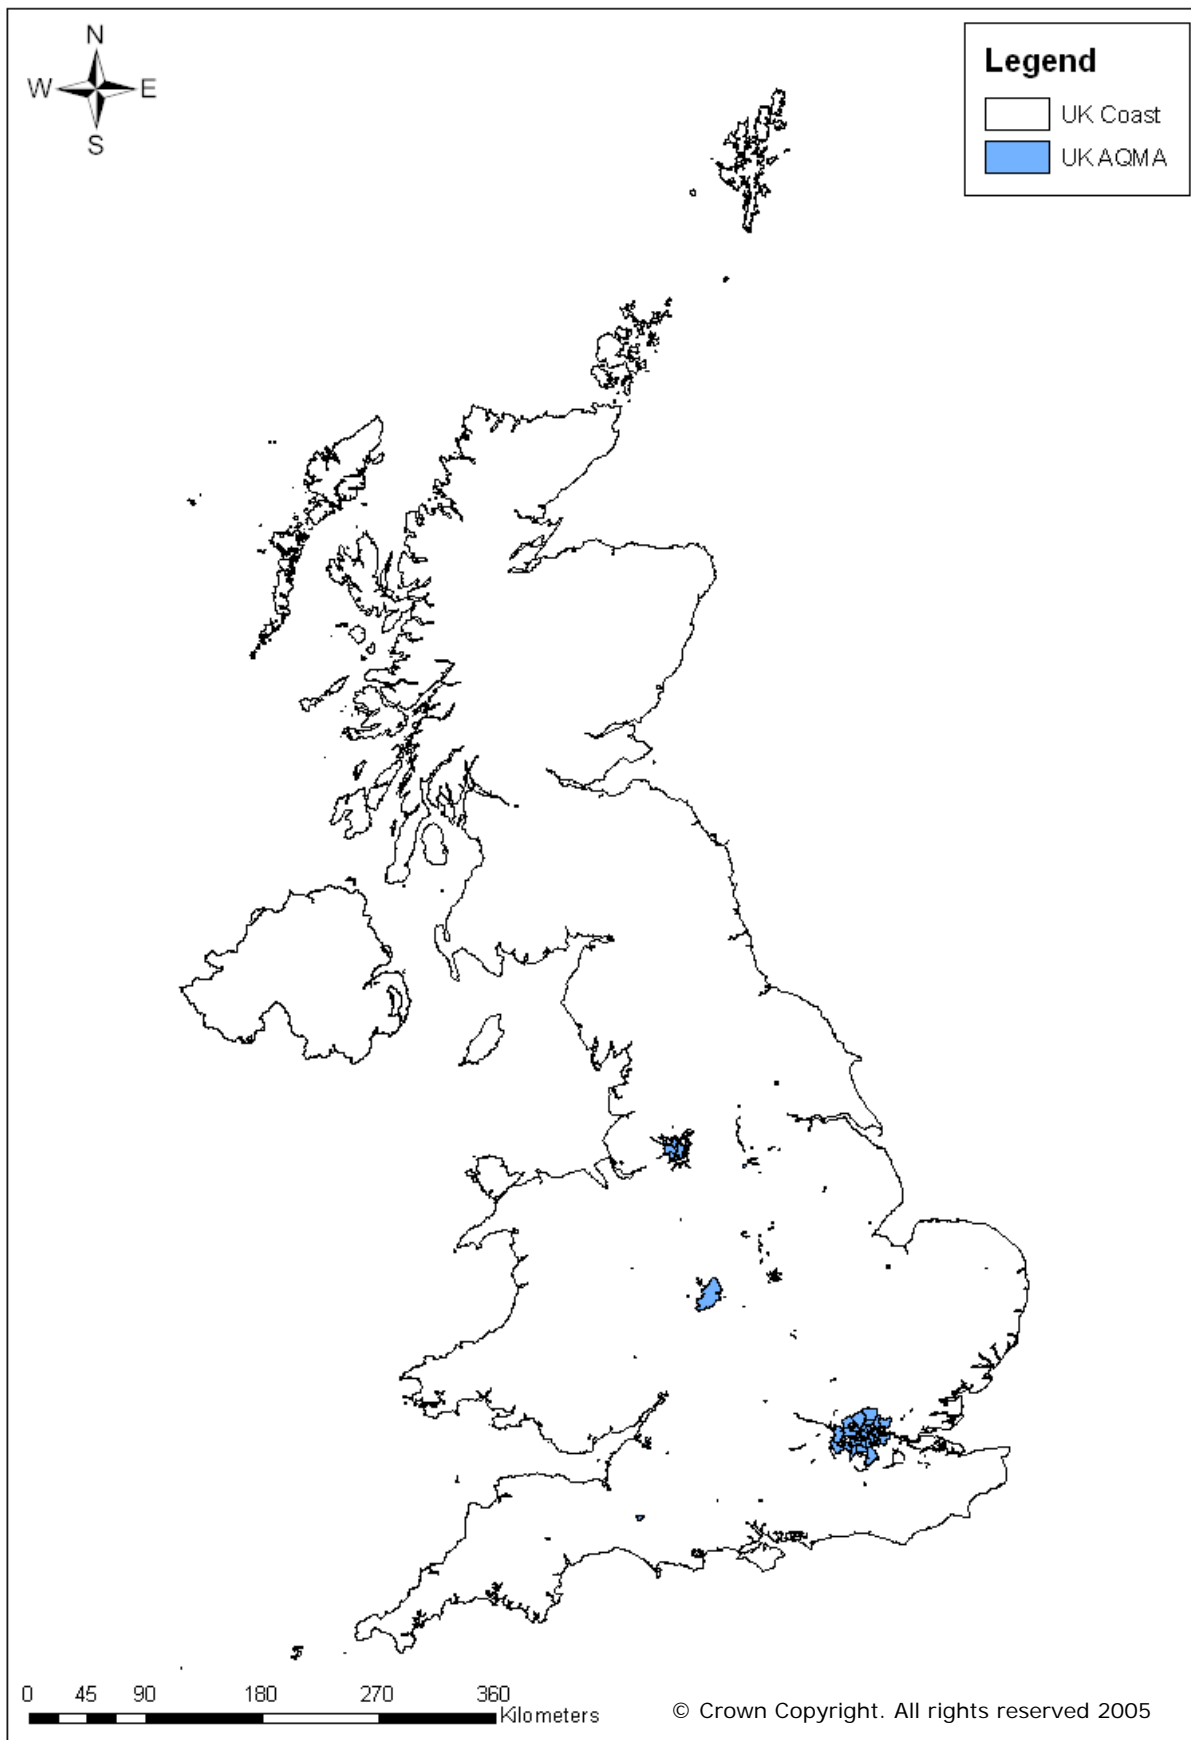 N
W E
S
Legend
UK Coast
UK AQMA
0 45 90 180 270 360
Kilometers
© Crown Copyright. All rights reserved 2005